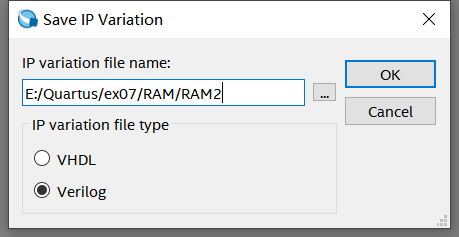 Save IP Variation
IP variation file name:
E:/Quartus/ex07/RAM/RAM2
...
OK
Cancel
IP variation file type
VHDL
Verilog